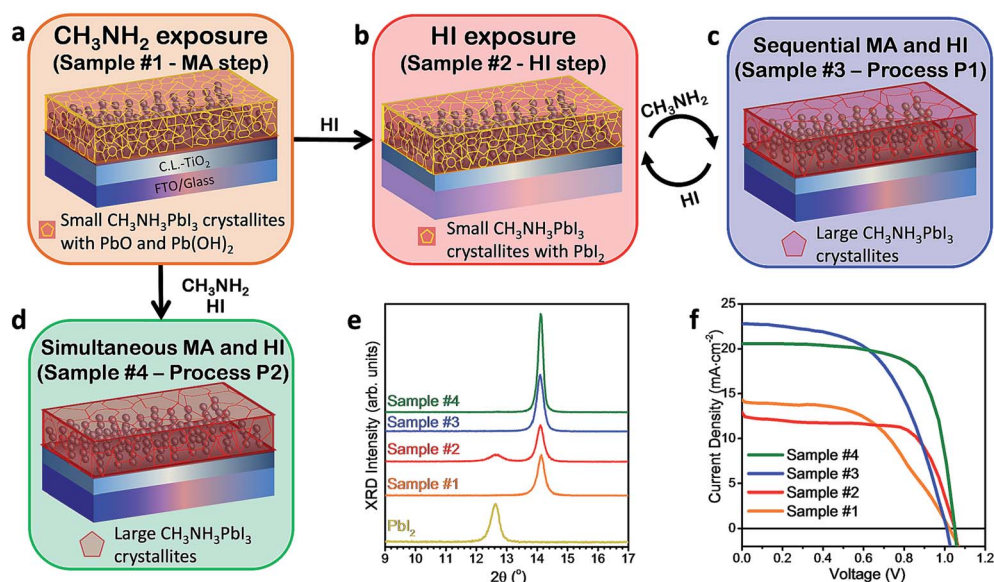 a
CH₃NH₂ exposure
(Sample #1 - MA step)
C.L.-TiO₂
FTO/Glass
Small CH₃NH₃PbI₃ crystallites
with PbO and Pb(OH)₂
HI
b
HI exposure
(Sample #2 - HI step)
Small CH₃NH₃PbI₃
crystallites with PbI₂
CH₃NH₂
HI
c
Sequential MA and HI
(Sample #3 – Process P1)
Large CH₃NH₃PbI₃
crystallites
CH₃NH₂
HI
d
Simultaneous MA and HI
(Sample #4 – Process P2)
Large CH₃NH₃PbI₃
crystallites
e
XRD Intensity (arb. units)
Sample #4
Sample #3
Sample #2
Sample #1
PbI₂
9 10 11 12 13 14 15 16 17
2θ (°)
f
Current Density (mA·cm⁻²)
25
20
15
10
5
0
Sample #4
Sample #3
Sample #2
Sample #1
0.0 0.2 0.4 0.6 0.8 1.0 1.2
Voltage (V)